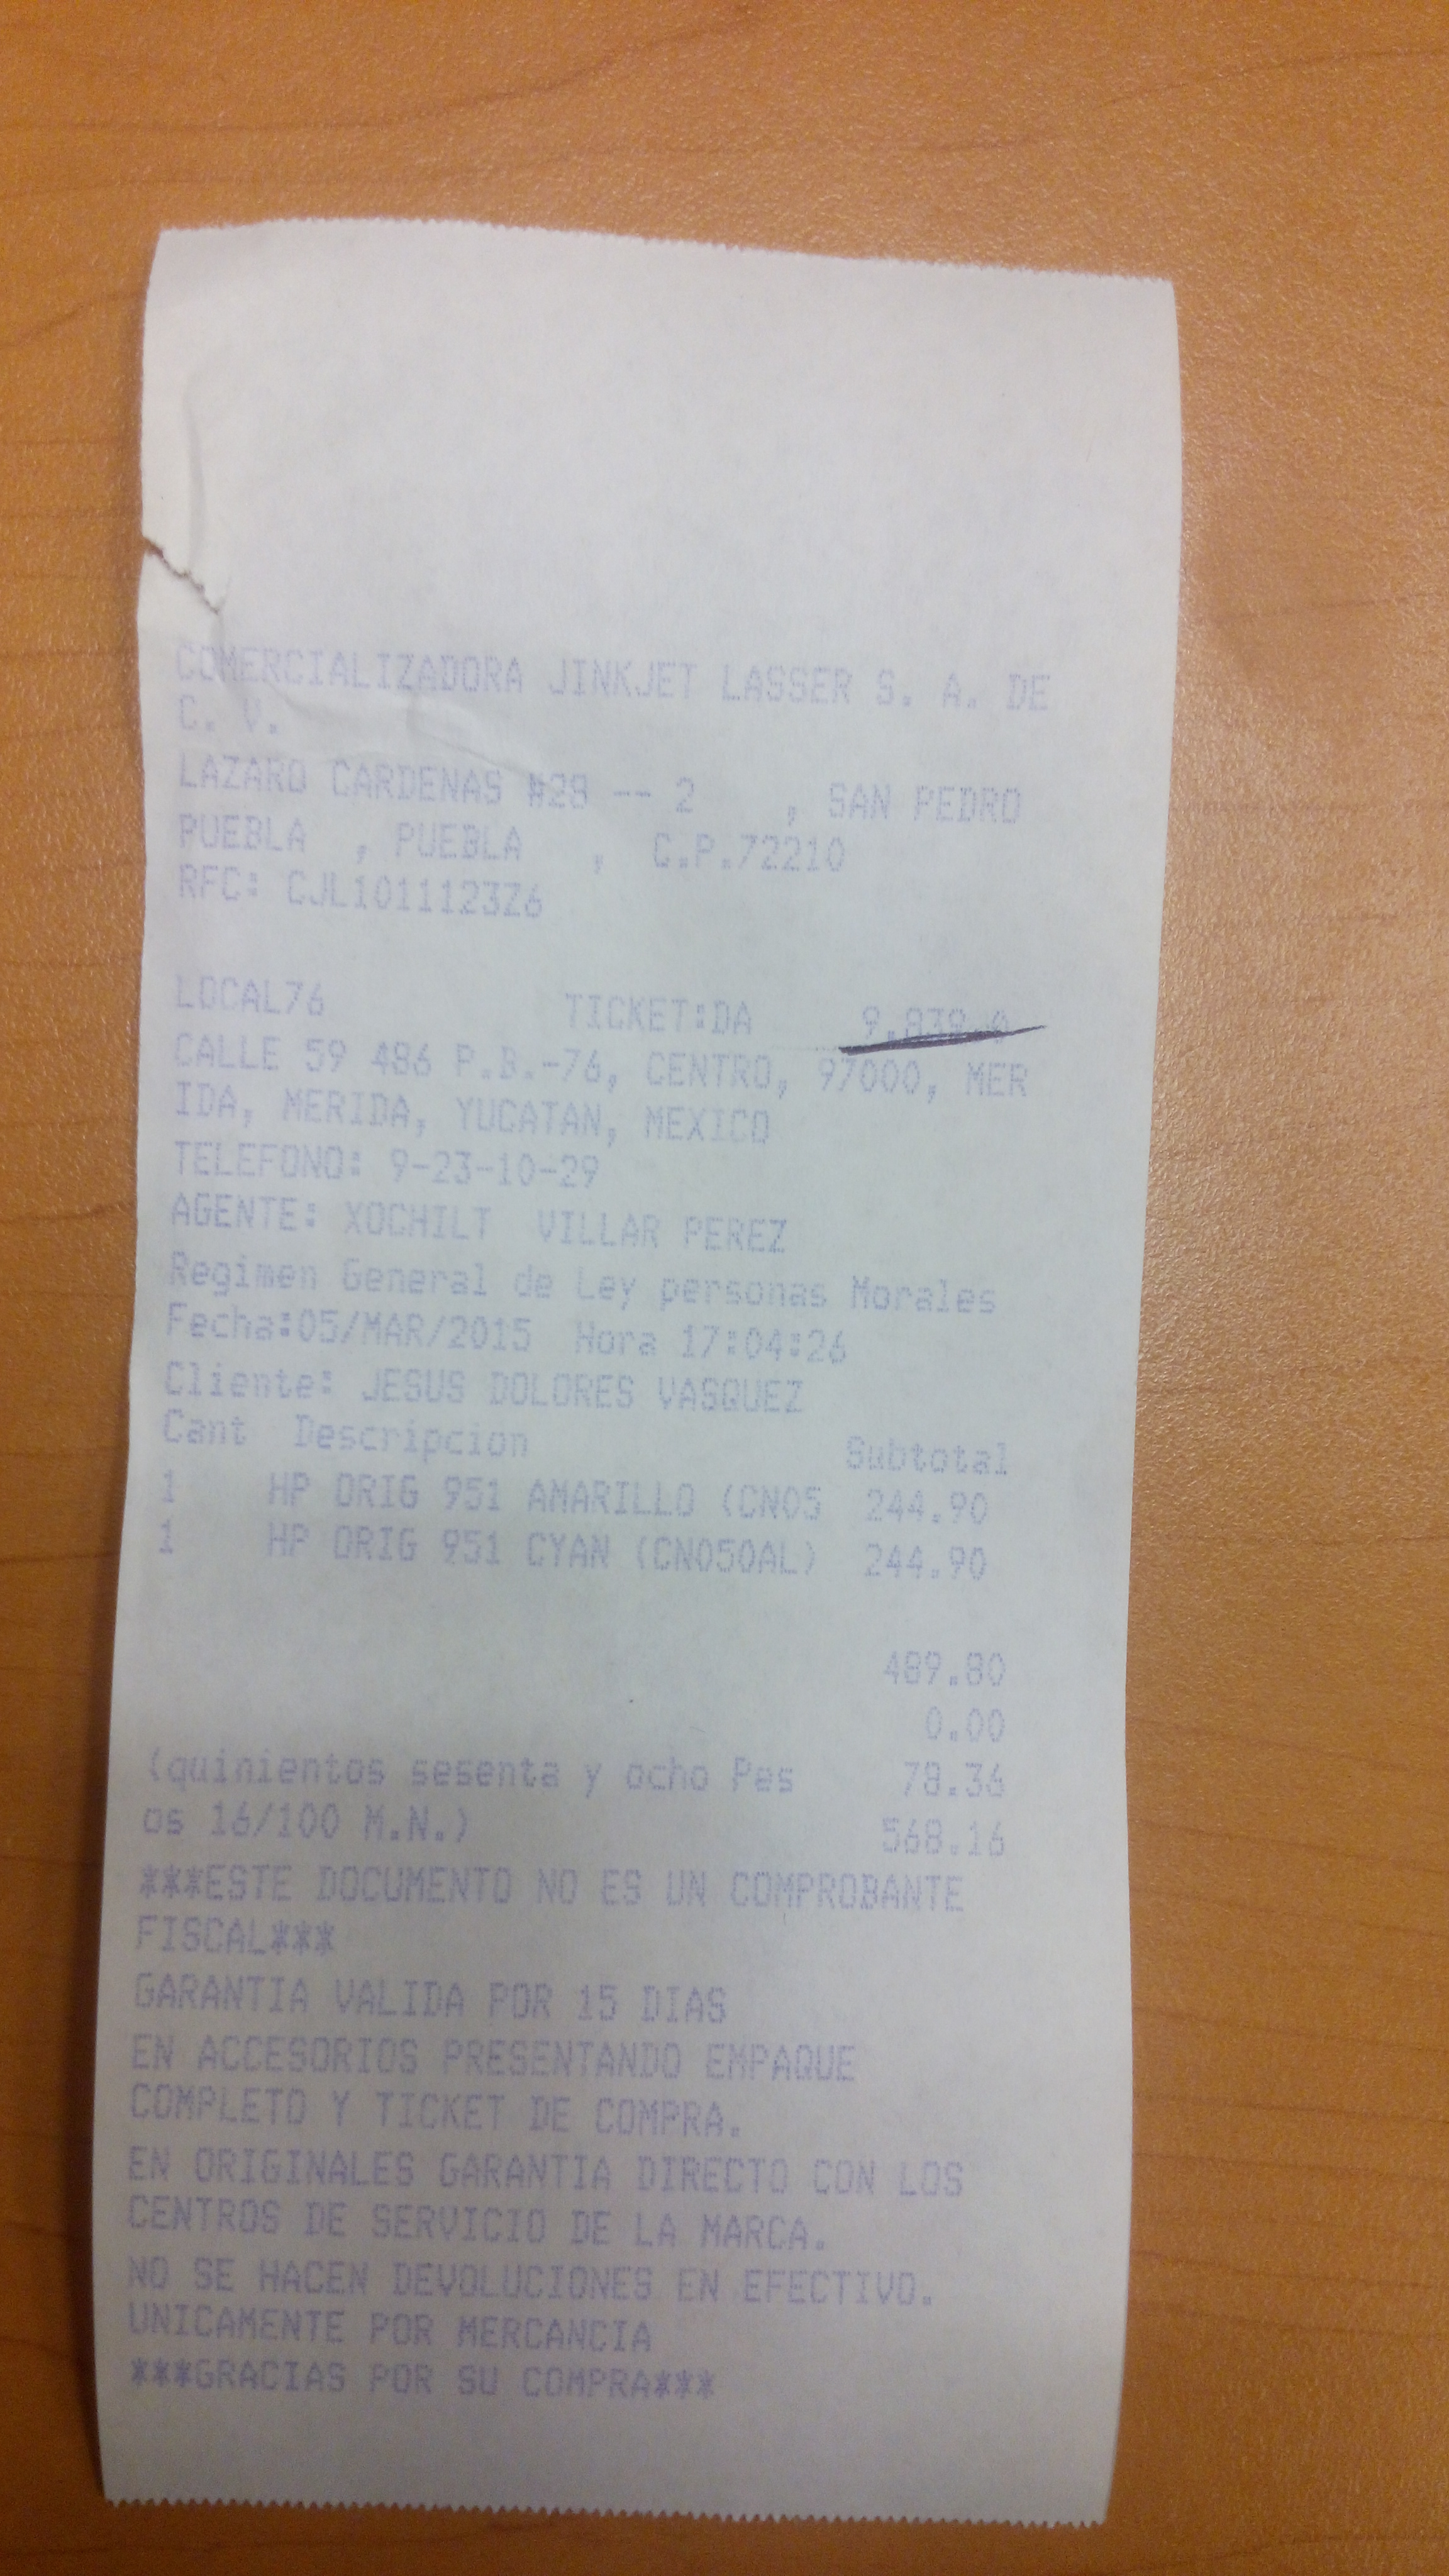 COMERCIALIZADORA JINKJET LASSER S. A. DE
C. V.
LAZARO CARDENAS #28 -- 2 , SAN PEDRO
PUEBLA , PUEBLA , C.P.72210
RFC: CJL1011123Z6
LOCAL76 TICKET:DA
CALLE 59 486 P.B.-76, CENTRO, 97000, MER
IDA, MERIDA, YUCATAN, MEXICO
TELEFONO: 9-23-10-29
AGENTE: XOCHILT VILLAR PEREZ
Regimen General de Ley personas Morales
Fecha:05/MAR/2015 Hora 17:04:26
Cliente: JESUS DOLORES VASQUEZ
Cant Descripcion Subtotal
1 HP ORIG 951 AMARILLO (CN05 244.90
1 HP ORIG 951 CYAN (CN050AL) 244.90
489.80
0.00
(quinientos sesenta y ocho Pes 78.36
os 16/100 M.N.) 568.16
***ESTE DOCUMENTO NO ES UN COMPROBANTE
FISCAL***
GARANTIA VALIDA POR 15 DIAS
EN ACCESORIOS PRESENTANDO EMPAQUE
COMPLETO Y TICKET DE COMPRA.
EN ORIGINALES GARANTIA DIRECTO CON LOS
CENTROS DE SERVICIO DE LA MARCA.
NO SE HACEN DEVOLUCIONES EN EFECTIVO.
UNICAMENTE POR MERCANCIA
***GRACIAS POR SU COMPRA***